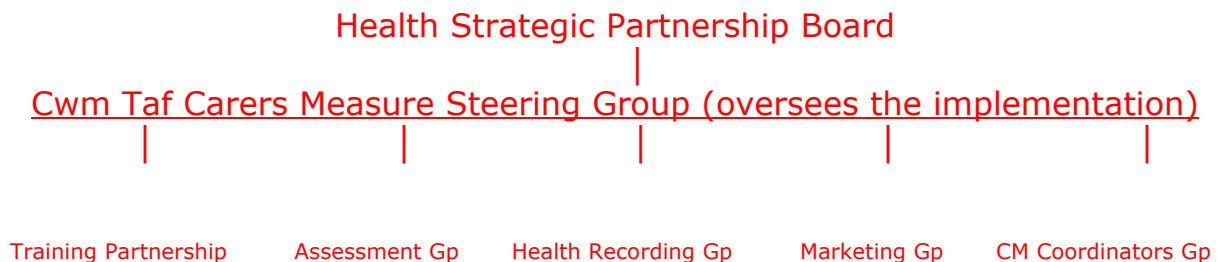 Health Strategic Partnership Board
Cwm Taf Carers Measure Steering Group (oversees the implementation)
Training Partnership Assessment Gp Health Recording Gp Marketing Gp CM Coordinators Gp